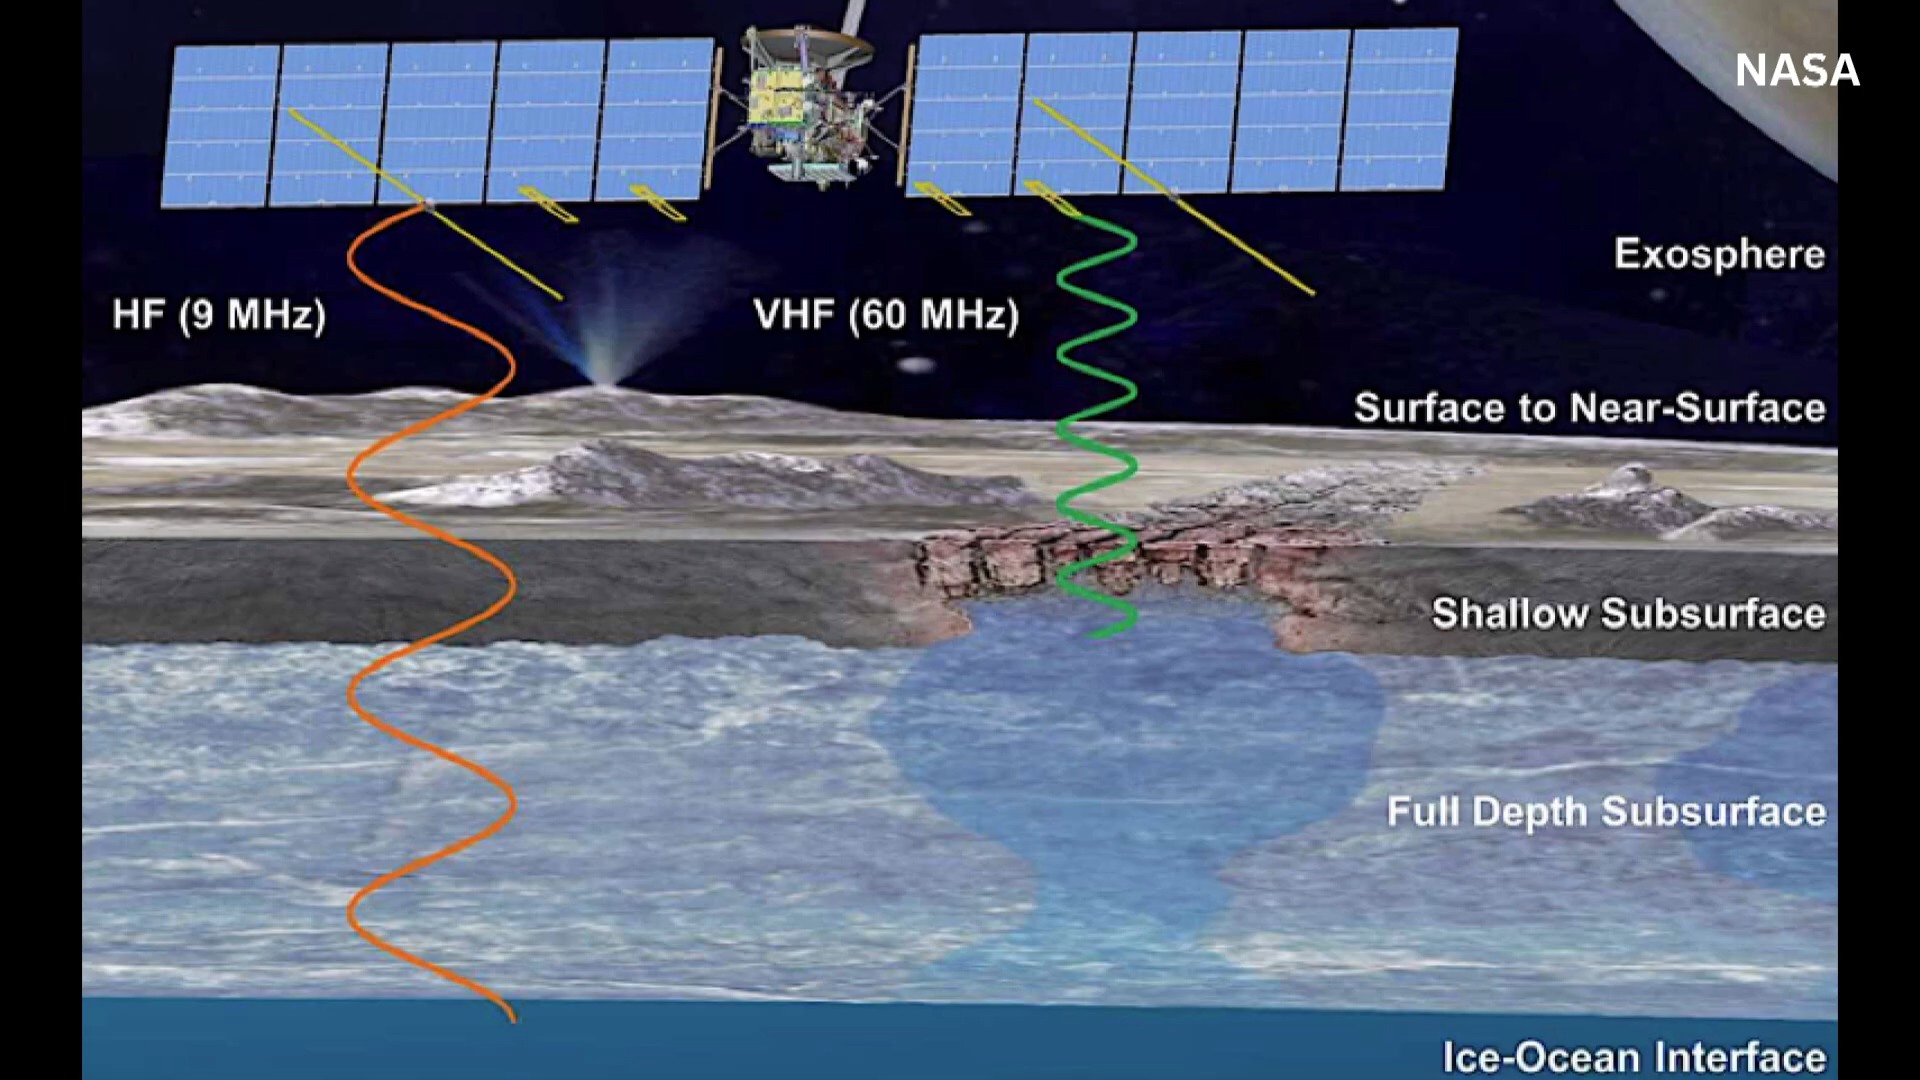 NASA
Exosphere
HF (9 MHz)
VHF (60 MHz)
Surface to Near-Surface
Shallow Subsurface
Full Depth Subsurface
Ice-Ocean Interface